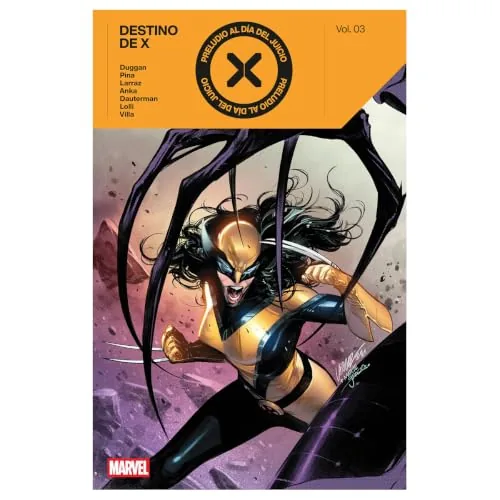 DESTINO
DE X
Duggan
Pina
Larraz
Anka
Dauterman
Lolli
Villa
PRELUDIO AL DÍA DEL JUICIO
X
PRELUDIO AL DÍA DEL JUICIO
Vol. 03
MARVEL